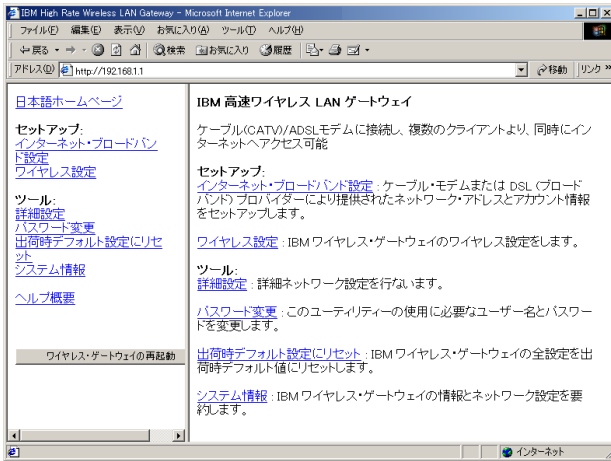 IBM High Rate Wireless LAN Gateway - Microsoft Internet Explorer
ファイル(F) 編集(E) 表示(V) お気に入り(A) ツール(T) ヘルプ(H)
戻る 検索 お気に入り 履歴
アドレス(D) http://192.168.1.1 移動 リンク »
日本語ホームページ
セットアップ:
インターネット・ブロードバン
ド設定
ワイヤレス設定
ツール:
詳細設定
パスワード変更
出荷時デフォルト設定にリセ
ット
システム情報
ヘルプ概要
ワイヤレス・ゲートウェイの再起動
IBM 高速ワイヤレス LAN ゲートウェイ
ケーブル(CATV)/ADSLモデムに接続し、複数のクライアントより、同時にイン
ターネットへアクセス可能
セットアップ:
インターネット・ブロードバンド設定 : ケーブル・モデムまたは DSL (ブロード
バンド) プロバイダーにより提供されたネットワーク・アドレスとアカウント情報
をセットアップします。
ワイヤレス設定 : IBM ワイヤレス・ゲートウェイのワイヤレス設定をします。
ツール:
詳細設定 : 詳細ネットワーク設定を行ないます。
パスワード変更 : このユーティリティーの使用に必要なユーザー名とパスワー
ドを変更します。
出荷時デフォルト設定にリセット : IBM ワイヤレス・ゲートウェイの全設定を出
荷時デフォルト値にリセットします。
システム情報 : IBM ワイヤレス・ゲートウェイの情報とネットワーク設定を要
約します。
インターネット